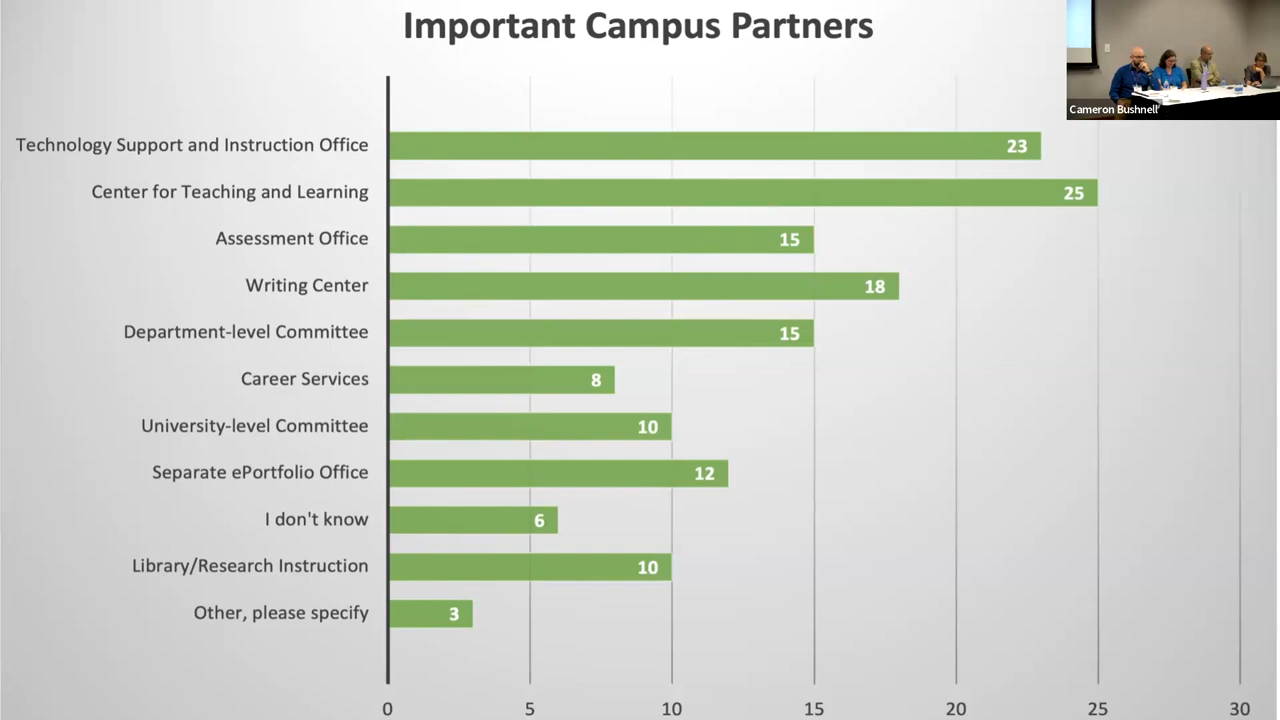 Important Campus Partners
Cameron Bushnell
Technology Support and Instruction Office 23
Center for Teaching and Learning 25
Assessment Office 15
Writing Center 18
Department-level Committee 15
Career Services 8
University-level Committee 10
Separate ePortfolio Office 12
I don't know 6
Library/Research Instruction 10
Other, please specify 3
0 5 10 15 20 25 30